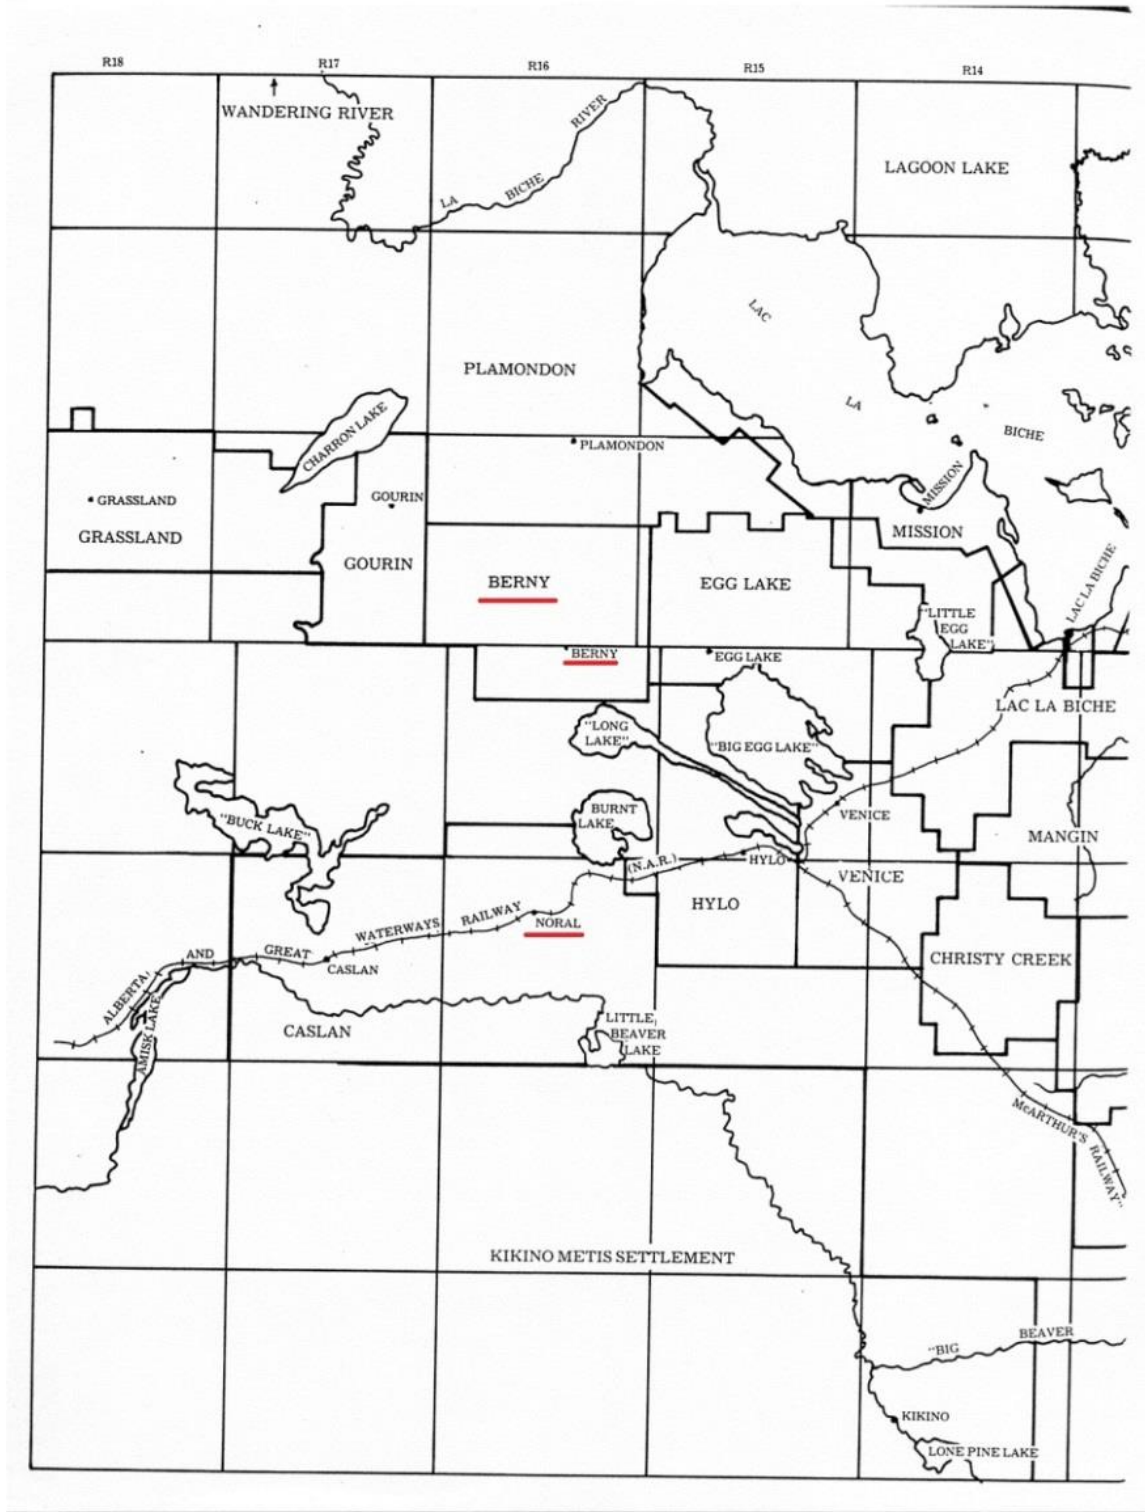 R18
R17
R16
R15
R14
WANDERING RIVER
LA BICHE RIVER
LAGOON LAKE
LAC
LA
BICHE
PLAMONDON
CHARRON LAKE
PLAMONDON
GRASSLAND
GRASSLAND
GOURIN
GOURIN
MISSION
MISSION
BERNY
EGG LAKE
LAC LA BICHE
"LITTLE
EGG
LAKE"
BERNY
EGG LAKE
LAC LA BICHE
"LONG
LAKE"
"BIG EGG LAKE"
"BUCK LAKE"
BURNT
LAKE
VENICE
MANGIN
(N.A.R.)
HYLO
VENICE
HYLO
NORAL
ALBERTA, AND GREAT WATERWAYS RAILWAY
CASLAN
CHRISTY CREEK
AMISK LAKE
CASLAN
LITTLE
BEAVER
LAKE
McARTHUR'S RAILWAY"
KIKINO METIS SETTLEMENT
"BIG BEAVER
KIKINO
LONE PINE LAKE